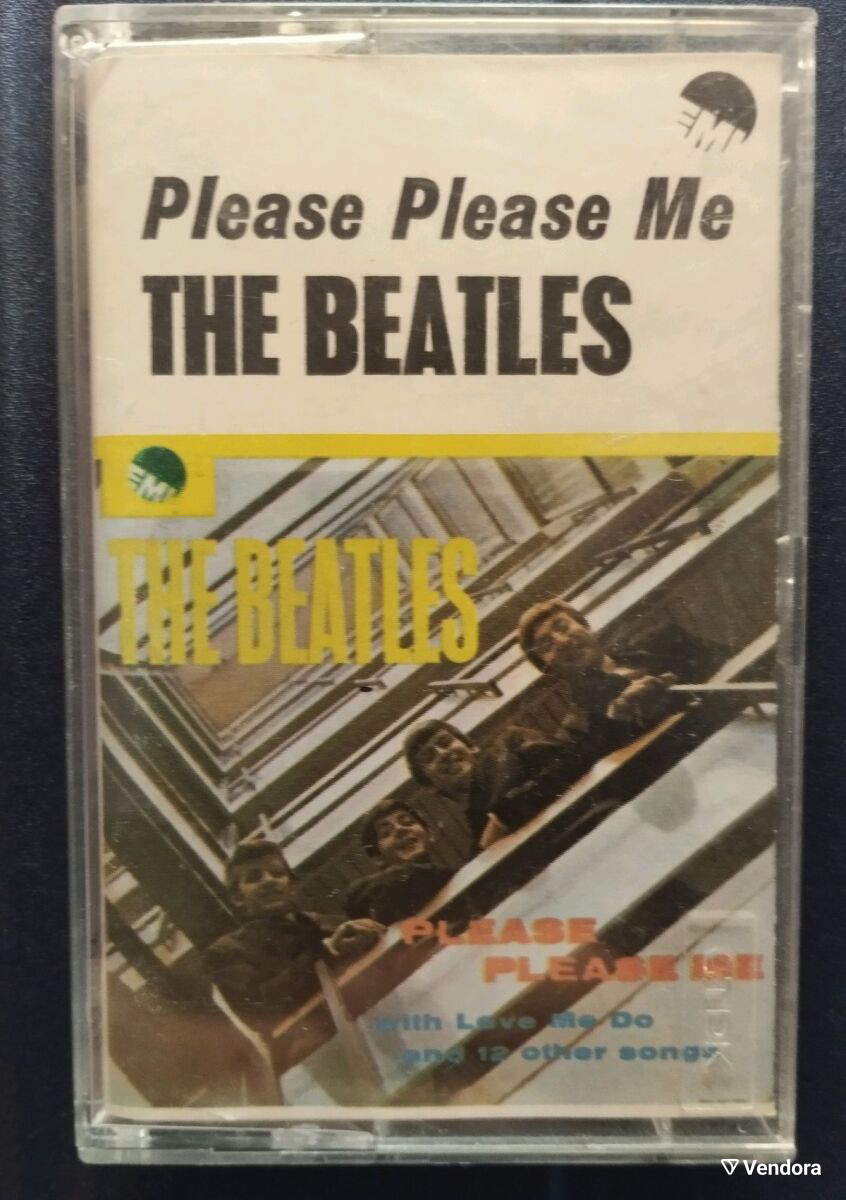 EMI
Please Please Me
THE BEATLES
EMI
THE BEATLES
PLEASE
PLEASE ME
with Love Me Do
and 12 other songs
TDK
Vendora